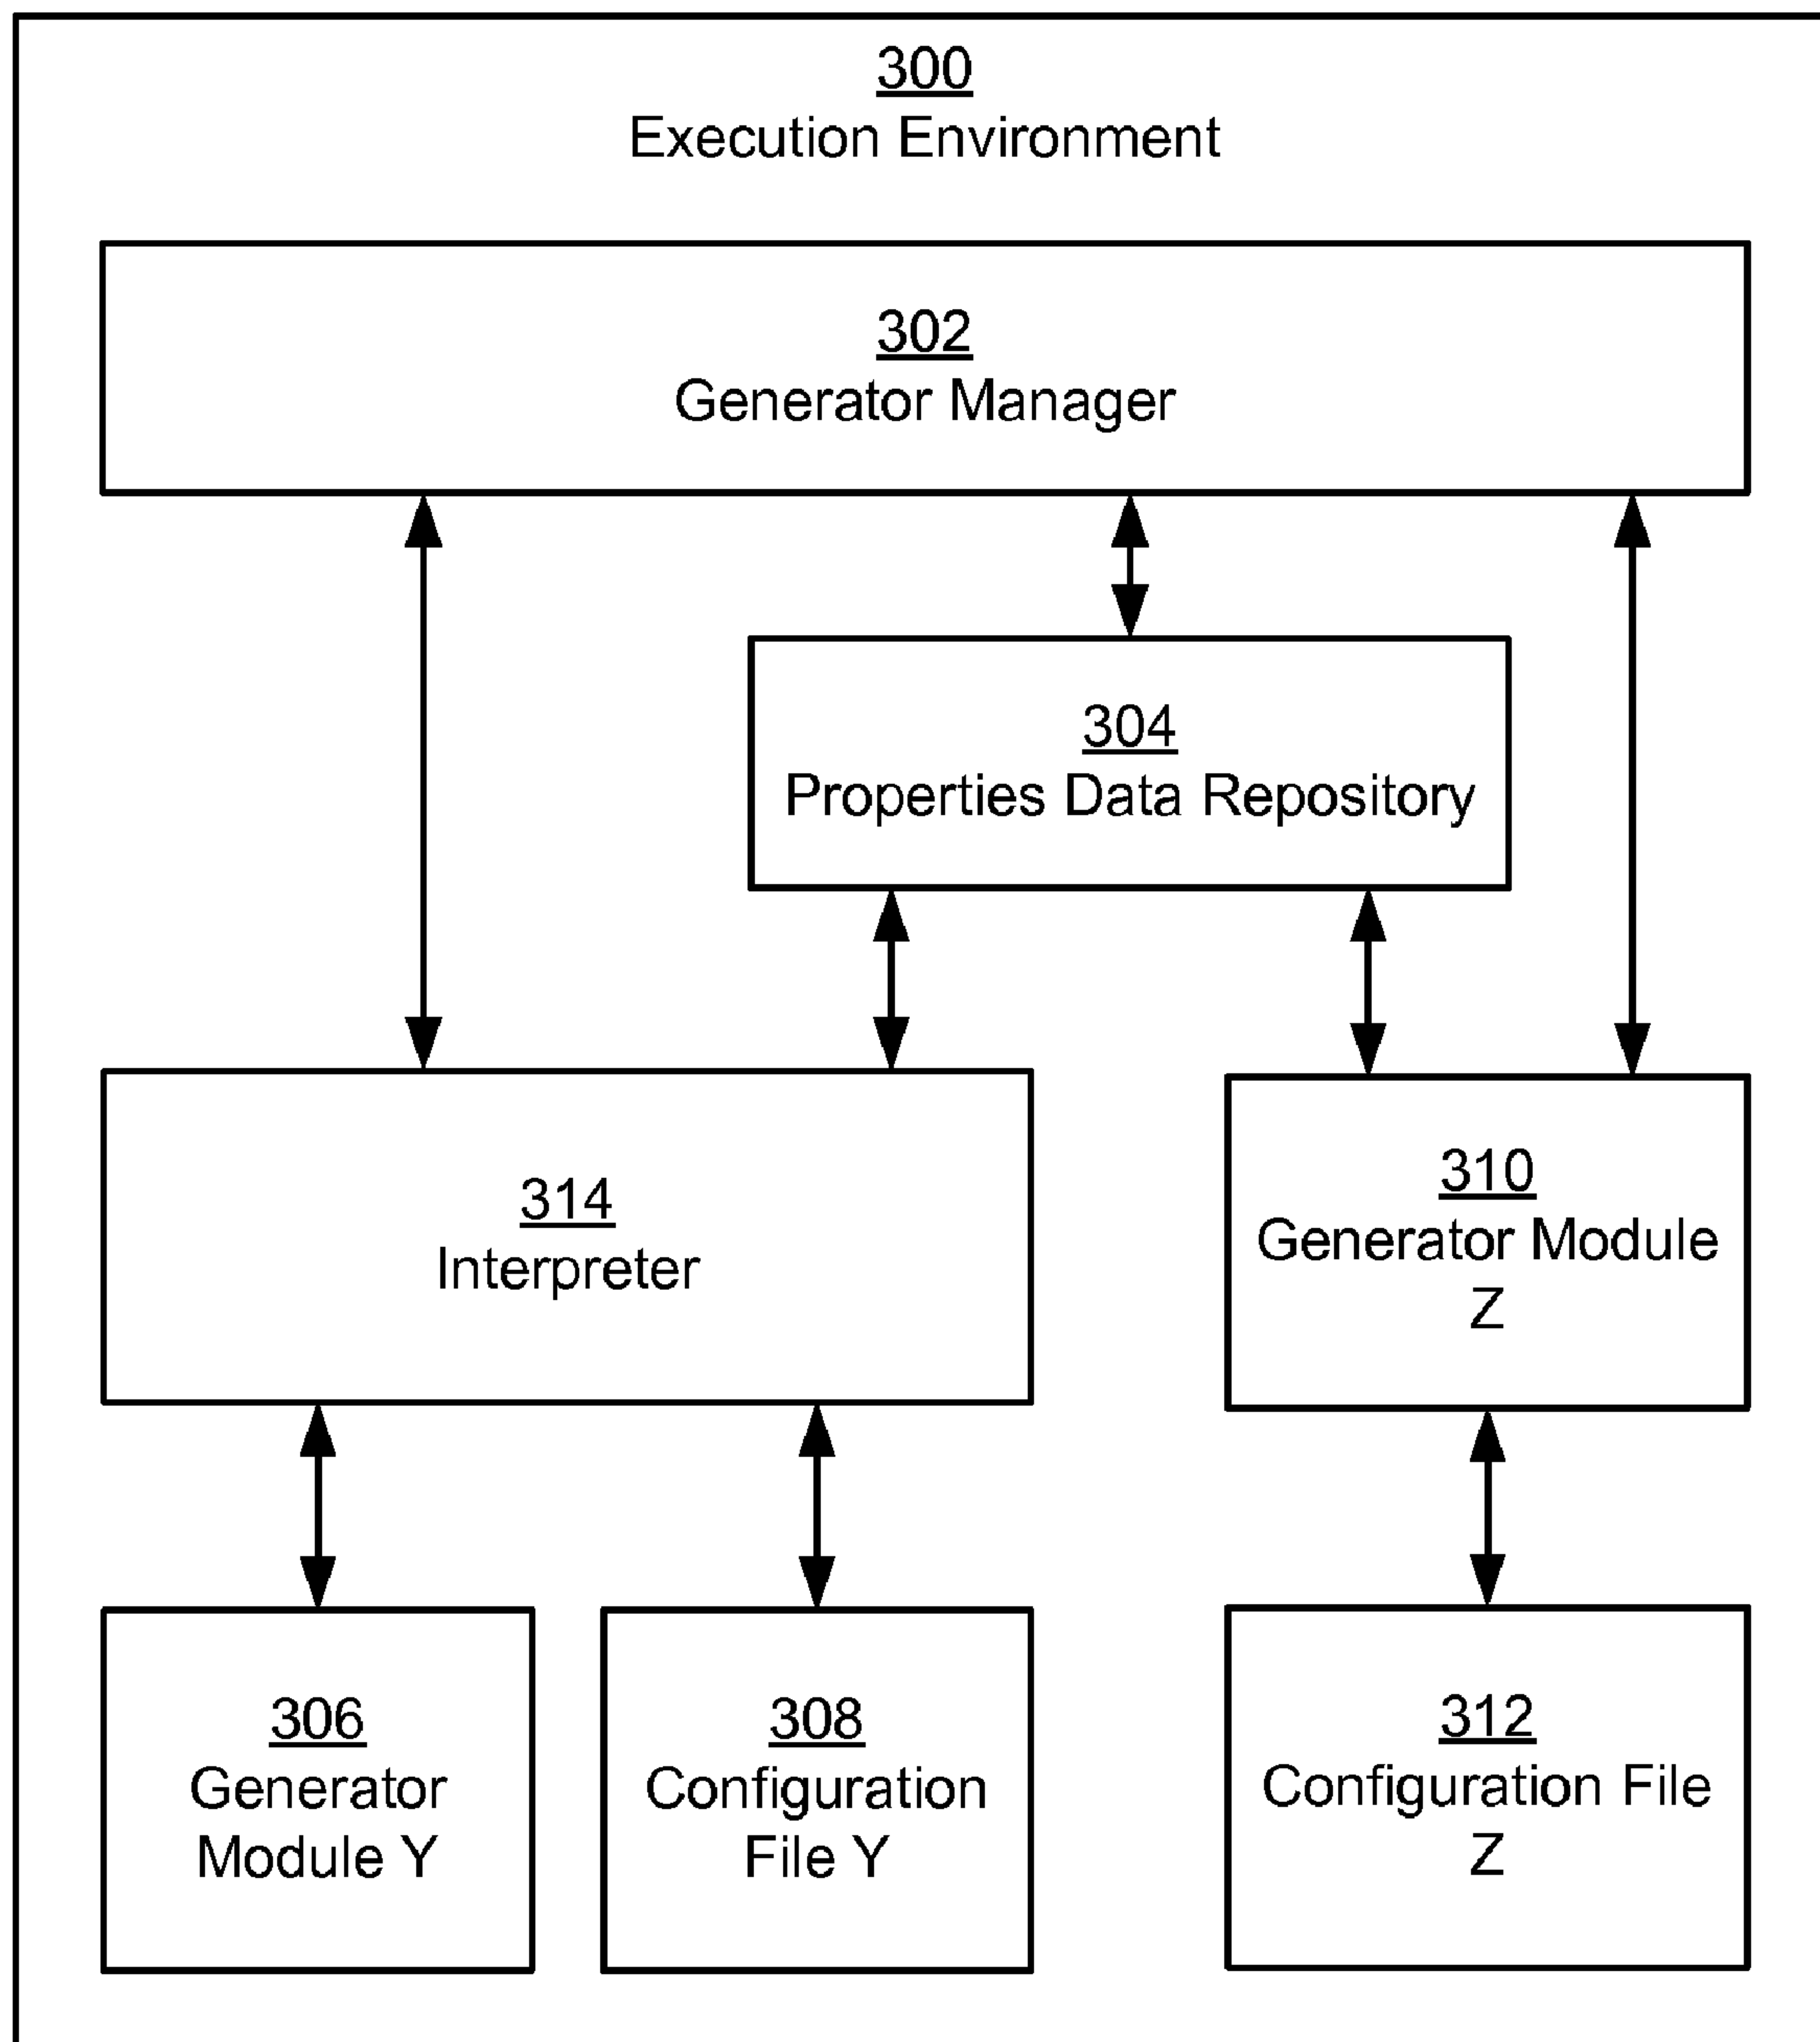 300
Execution Environment
302
Generator Manager
304
Properties Data Repository
314
Interpreter
310
Generator Module
Z
306
Generator
Module Y
308
Configuration
File Y
312
Configuration File
Z